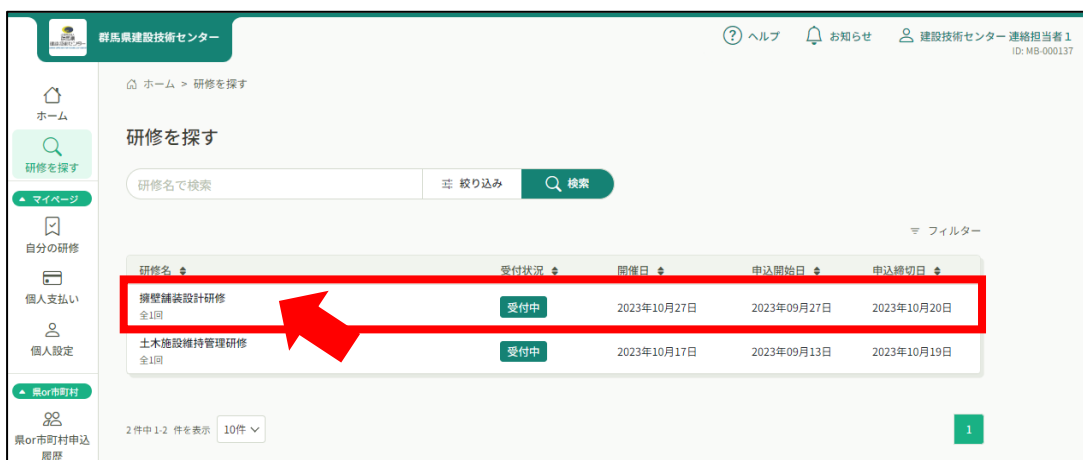 群馬県建設技術センター
ヘルプ
お知らせ
建設技術センター 連絡担当者１
ID: MB-000137
ホーム
研修を探す
▲ マイページ
自分の研修
個人支払い
個人設定
▲ 県or市町村
県or市町村申込
履歴
ホーム > 研修を探す
研修を探す
研修名で検索
絞り込み
検索
フィルター
研修名 受付状況 開催日 申込開始日 申込締切日
擁壁舗装設計研修 受付中 2023年10月27日 2023年09月27日 2023年10月20日
全1回
土木施設維持管理研修 受付中 2023年10月17日 2023年09月13日 2023年10月19日
全1回
2 件中 1-2 件を表示 10件
1